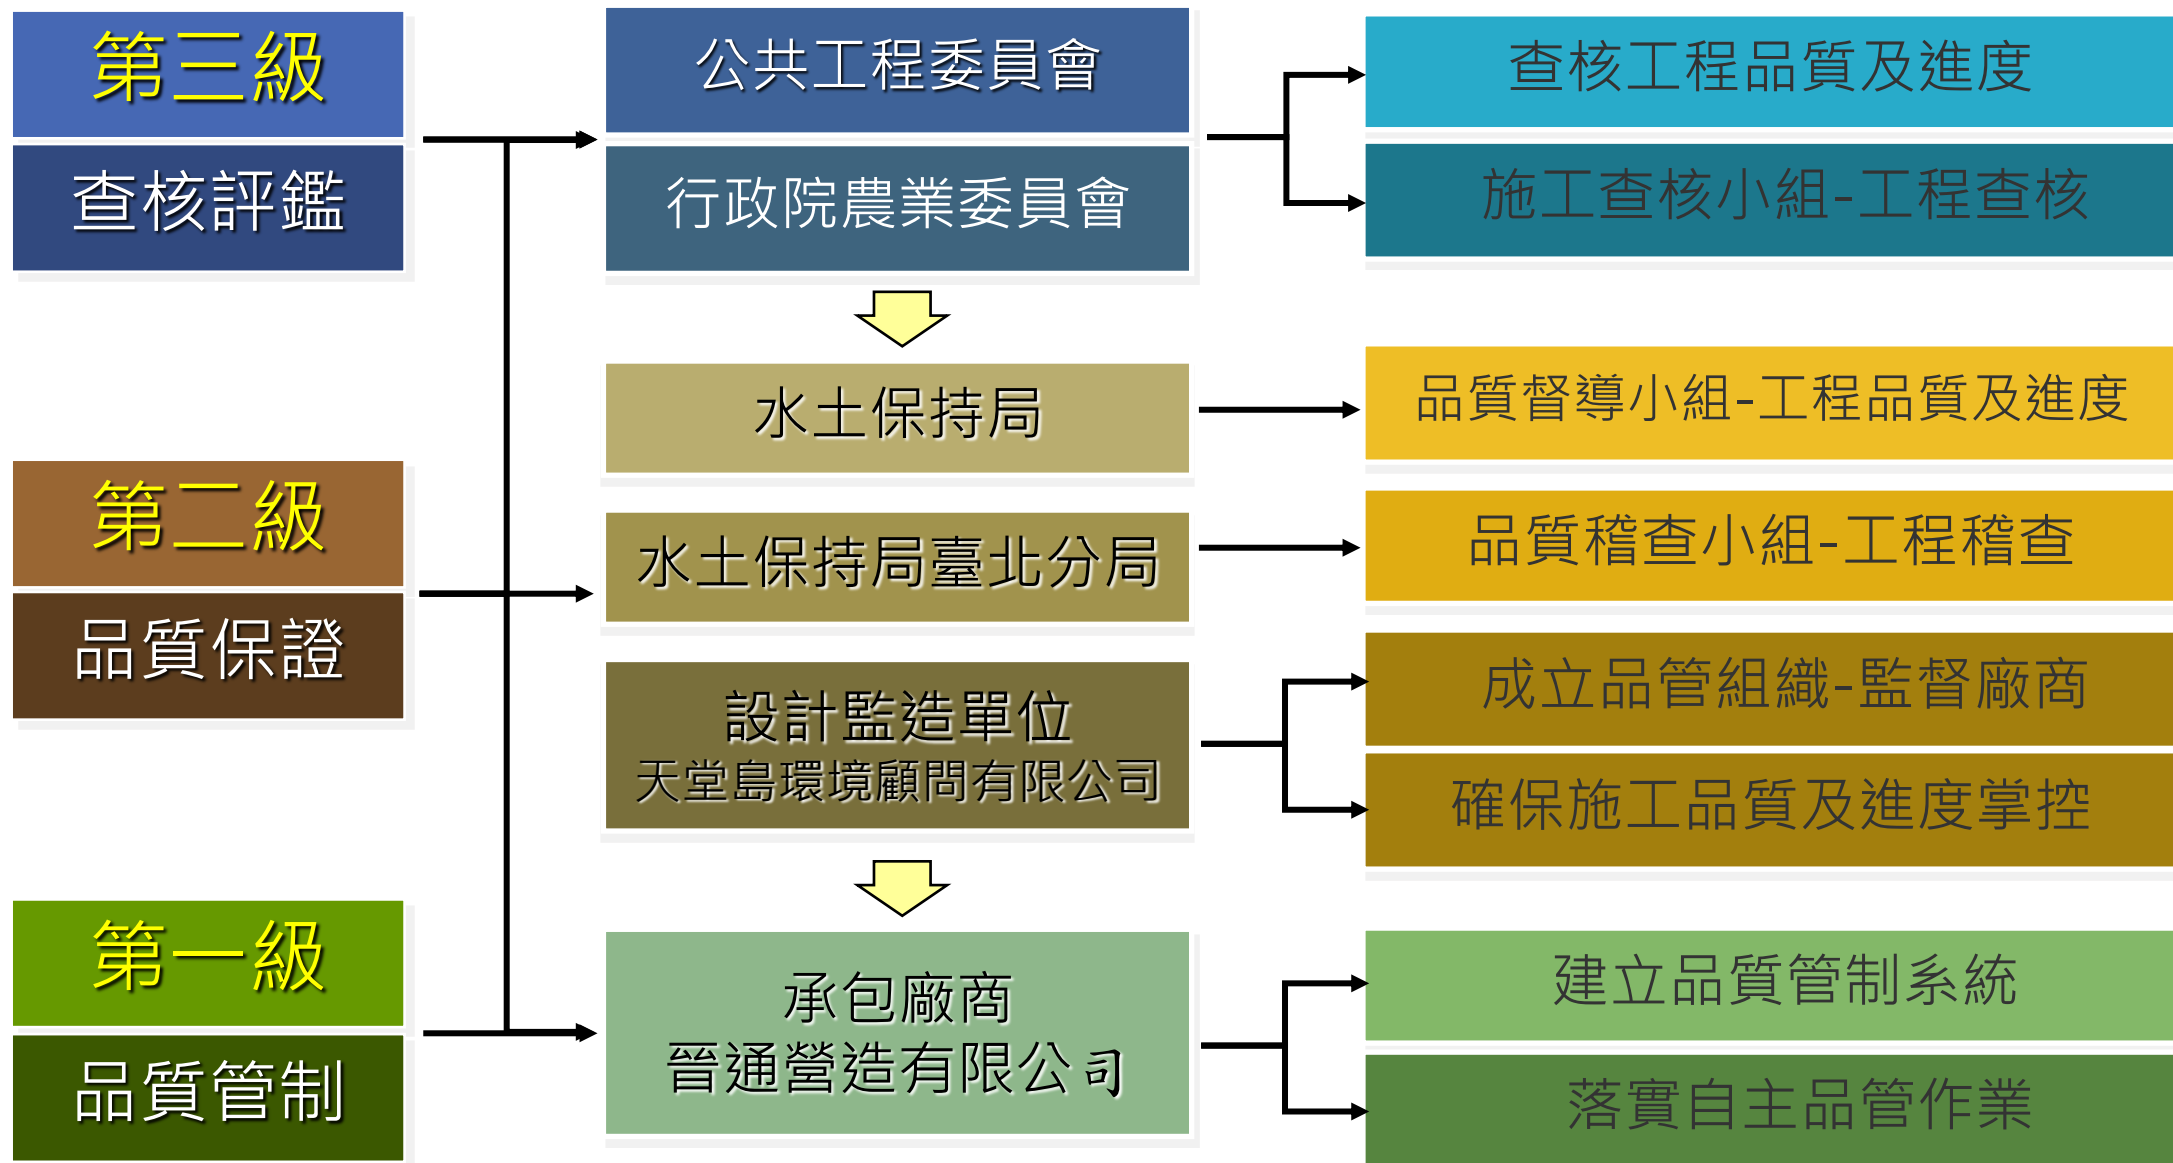 第三級
查核評鑑
公共工程委員會
行政院農業委員會
查核工程品質及進度
施工查核小組-工程查核
第二級
品質保證
水土保持局
水土保持局臺北分局
設計監造單位
天堂島環境顧問有限公司
品質督導小組-工程品質及進度
品質稽查小組-工程稽查
成立品管組織-監督廠商
確保施工品質及進度掌控
第一級
品質管制
承包廠商
晉通營造有限公司
建立品質管制系統
落實自主品管作業